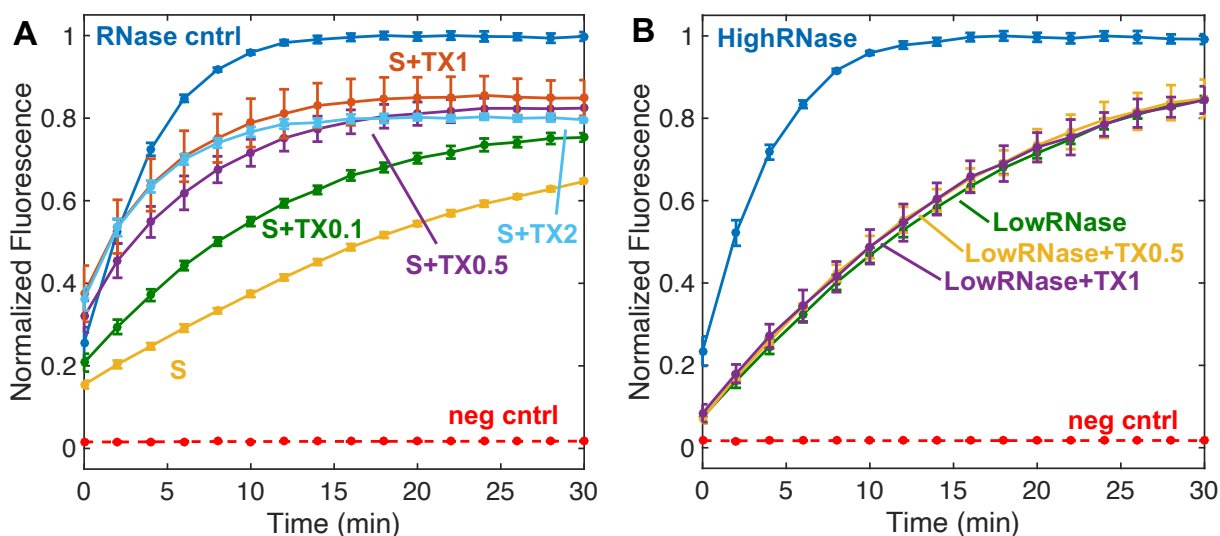 A
RNase cntrl
S+TX1
S+TX0.1
S+TX0.5
S+TX2
S
neg cntrl
Normalized Fluorescence
1
0.8
0.6
0.4
0.2
0
0 5 10 15 20 25 30
Time (min)
B
HighRNase
LowRNase
LowRNase+TX0.5
LowRNase+TX1
neg cntrl
Normalized Fluorescence
1
0.8
0.6
0.4
0.2
0
0 5 10 15 20 25 30
Time (min)